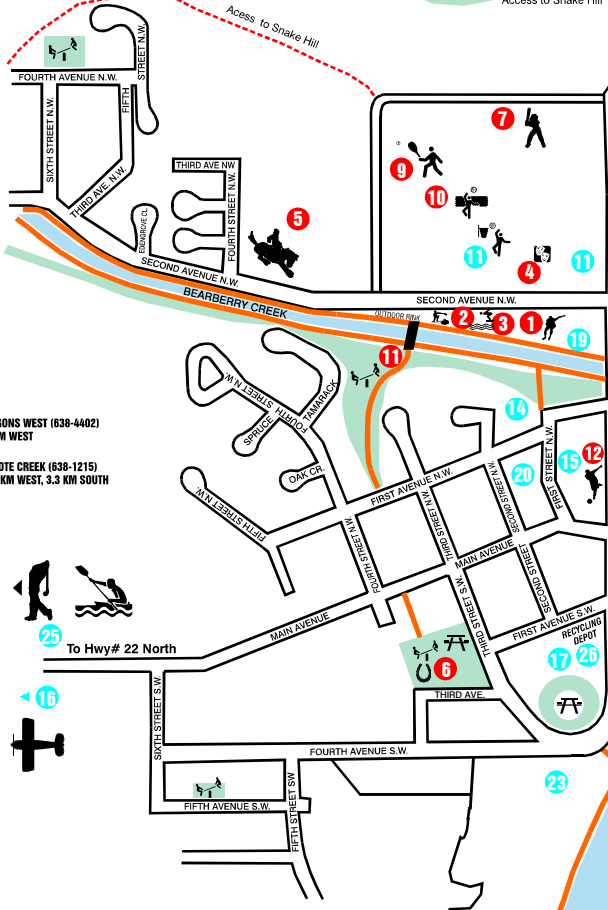 Access to Snake Hill
Acess to Snake Hill
STREET N.W.
FOURTH AVENUE N.W.
FIFTH
SIXTH STREET N.W.
7
9
THIRD AVE NW
THIRD AVE. N.W.
10
FOURTH STREET N.W.
5
EDENGROVE CL.
11
4
11
SECOND AVENUE N.W.
BEARBERRY CREEK
SECOND AVENUE N.W.
OUTDOOR RINK
2
3
1
19
11
FOURTH STREET N.W.
TAMARACK
SPRUCE
14
ONS WEST (638-4402)
M WEST
OTE CREEK (638-1215)
KM WEST, 3.3 KM SOUTH
OAK CR.
FIRST AVENUE N.W.
20
FIRST STREET N.W.
15
12
FIFTH STREET N.W.
SECOND STREET N.W.
THIRD STREET N.W.
FOURTH STREET N.W.
MAIN AVENUE
SECOND STREET
THIRD STREET S.W.
25
MAIN AVENUE
FIRST AVENUE S.W.
RECYCLING
DEPOT
To Hwy# 22 North
6
17
26
16
THIRD AVE.
SIXTH STREET S.W.
FOURTH AVENUE S.W.
23
FIFTH AVENUE S.W.
FIFTH STREET SW